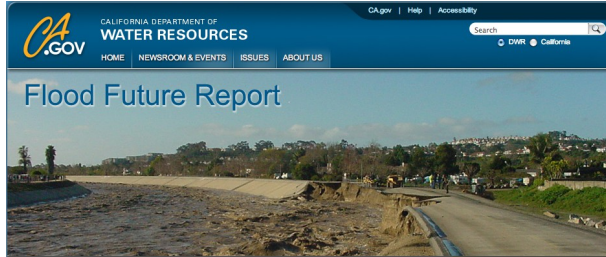 CA.gov | Help | Accessibility
CA
.GOV
CALIFORNIA DEPARTMENT OF
WATER RESOURCES
Search
DWR California
HOME NEWSROOM & EVENTS ISSUES ABOUT US
Flood Future Report